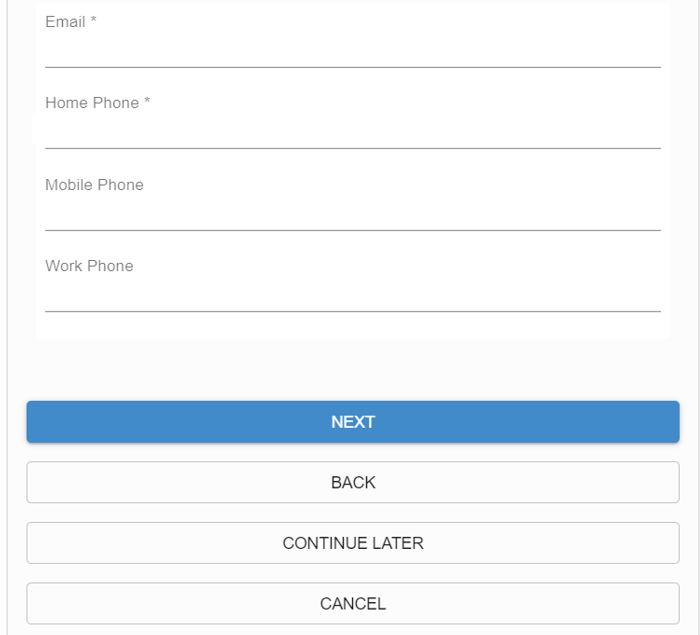 Email *
Home Phone *
Mobile Phone
Work Phone
NEXT
BACK
CONTINUE LATER
CANCEL